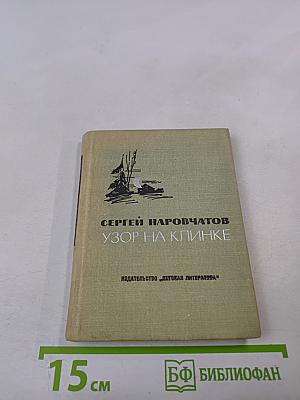 СЕРГЕЙ НАРОВЧАТОВ
УЗОР НА КЛИНКЕ
ИЗДАТЕЛЬСТВО „ДЕТСКАЯ ЛИТЕРАТУРА“
15 см
БФ БИБЛИОФАН